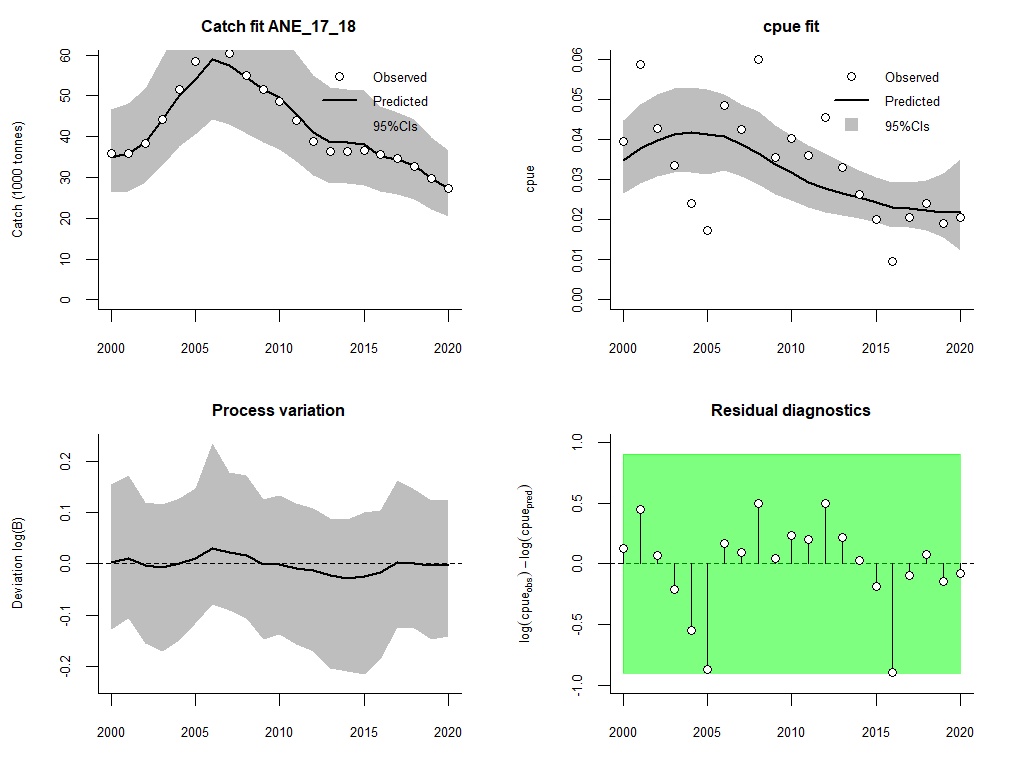 Catch fit ANE_17_18
Catch (1000 tonnes)
60
50
40
30
20
10
0
Observed
Predicted
95%CIs
2000 2005 2010 2015 2020
cpue fit
cpue
0.06
0.05
0.04
0.03
0.02
0.01
0.00
Observed
Predicted
95%CIs
2000 2005 2010 2015 2020
Process variation
Deviation log(B)
0.2
0.1
0.0
-0.1
-0.2
2000 2005 2010 2015 2020
Residual diagnostics
log(cpue_obs) − log(cpue_pred)
1.0
0.5
0.0
-0.5
-1.0
2000 2005 2010 2015 2020